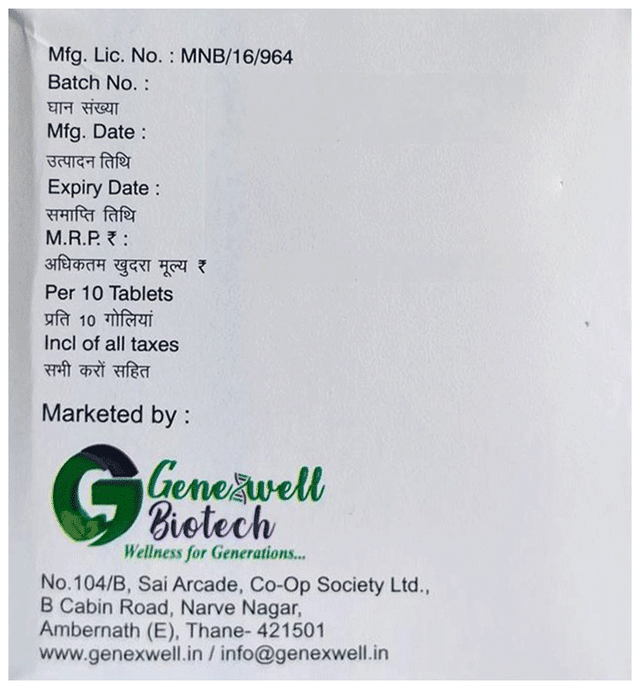 Mfg. Lic. No. : MNB/16/964
Batch No. :
घान संख्या
Mfg. Date :
उत्पादन तिथि
Expiry Date :
समाप्ति तिथि
M.R.P. ₹ :
अधिकतम खुदरा मूल्य ₹
Per 10 Tablets
प्रति 10 गोलियां
Incl of all taxes
सभी करों सहित
Marketed by :
Genexwell
Biotech
Wellness for Generations...
No.104/B, Sai Arcade, Co-Op Society Ltd.,
B Cabin Road, Narve Nagar,
Ambernath (E), Thane- 421501
www.genexwell.in / info@genexwell.in